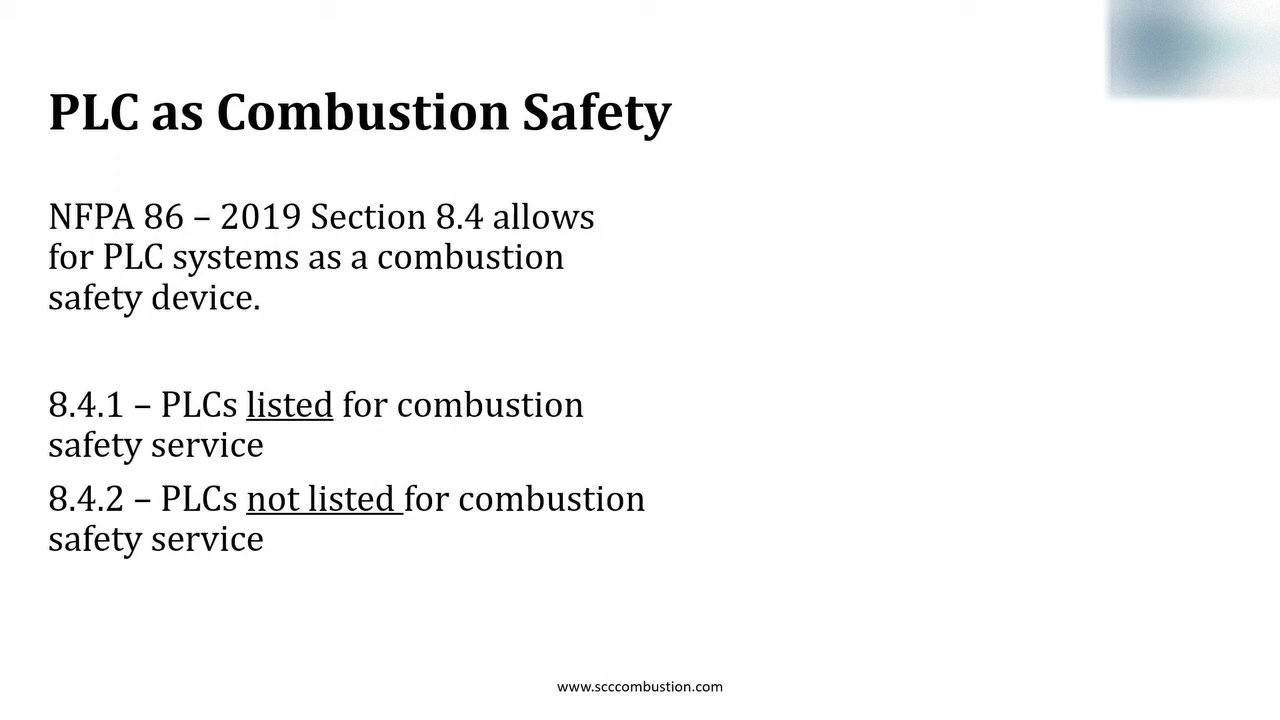 PLC as Combustion Safety
NFPA 86 – 2019 Section 8.4 allows
for PLC systems as a combustion
safety device.
8.4.1 – PLCs listed for combustion
safety service
8.4.2 – PLCs not listed for combustion
safety service
www.scccombustion.com